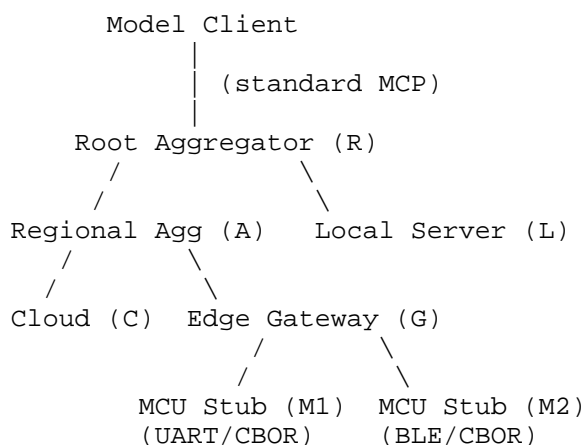 Model Client
(standard MCP)
Root Aggregator (R)
Regional Agg (A) Local Server (L)
Cloud (C) Edge Gateway (G)
MCU Stub (M1) MCU Stub (M2)
(UART/CBOR) (BLE/CBOR)